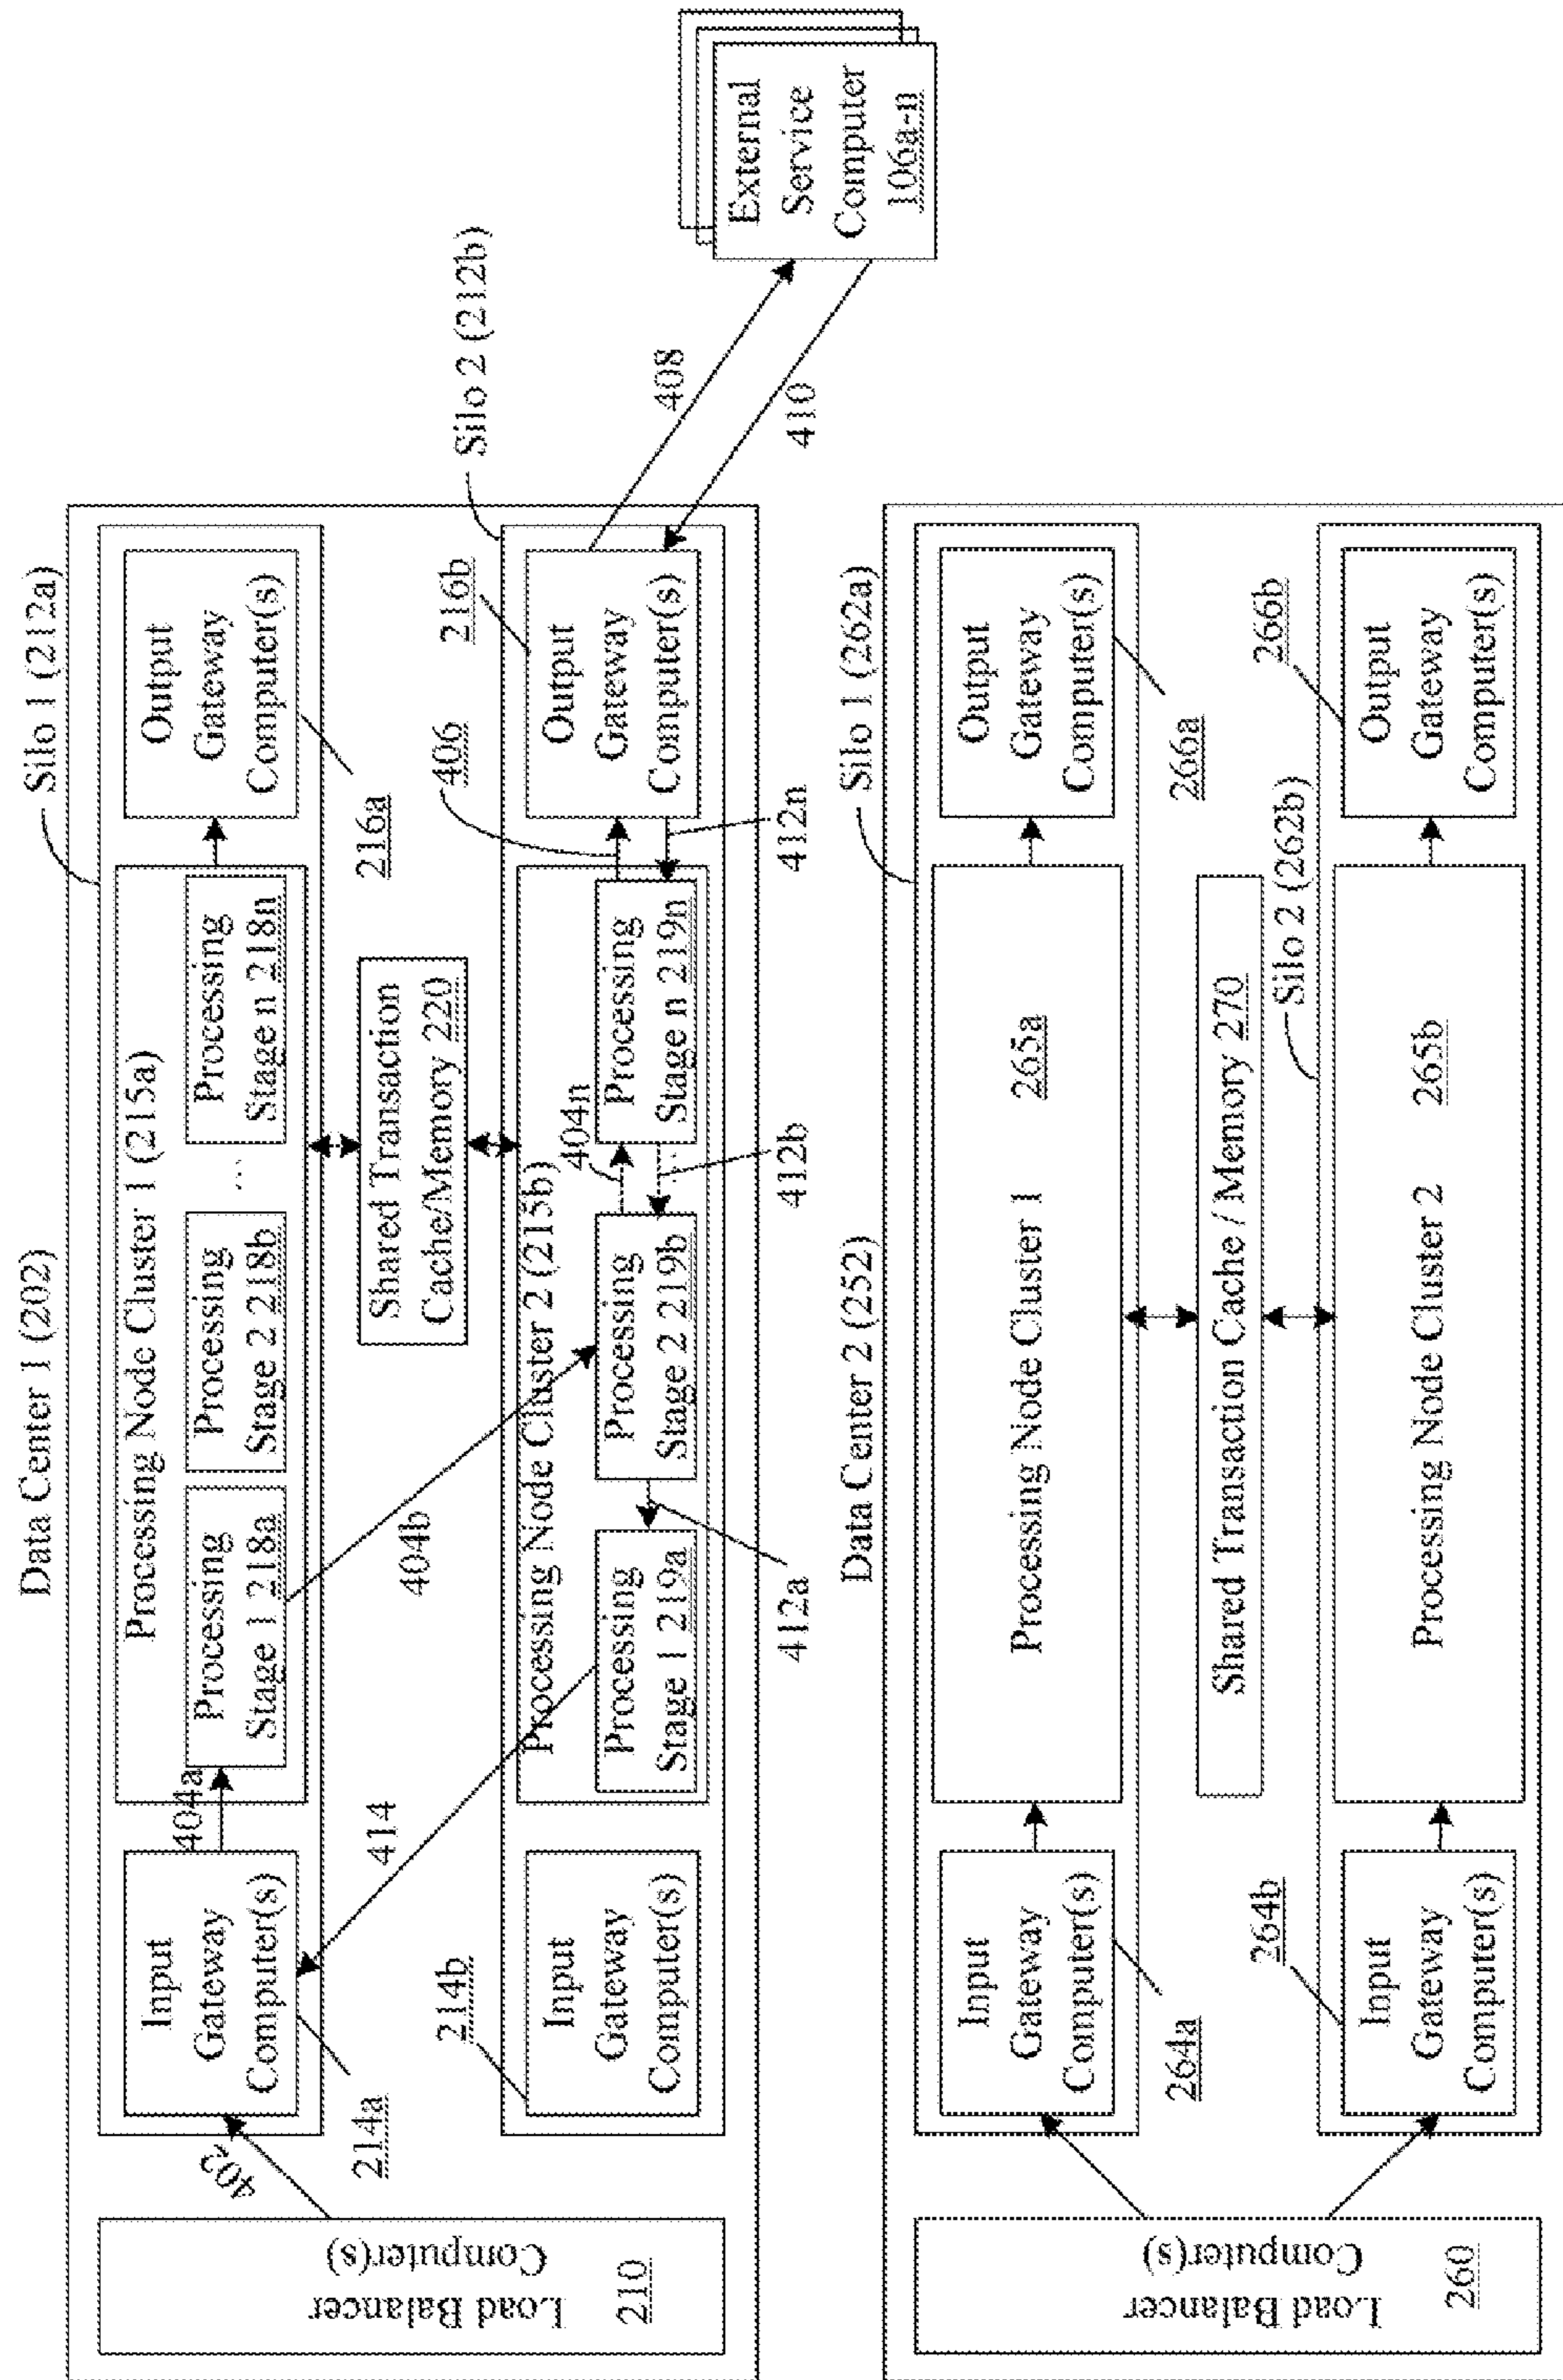 Data Center 1 (202)
Silo 1 (212a)
Load Balancer
Computer(s)
210
402
Input
Gateway
Computer(s)
214a
404a
Processing Node Cluster 1 (215a)
Processing
Stage 1 218a
Processing
Stage 2 218b
...
Processing
Stage n 218n
Output
Gateway
Computer(s)
216a
414
404b
Shared Transaction
Cache/Memory 220
406
216b
Silo 2 (212b)
214b
Input
Gateway
Computer(s)
Processing Node Cluster 2 (215b)
Processing
Stage 1 219a
412a
Processing
Stage 2 219b
404n
412b
Processing
Stage n 219n
412n
Output
Gateway
Computer(s)
408
410
External
Service
Computer
106a-n
Data Center 2 (252)
Silo 1 (262a)
Load Balancer
Computer(s)
260
Input
Gateway
Computer(s)
264a
Processing Node Cluster 1
265a
Output
Gateway
Computer(s)
266a
Shared Transaction Cache / Memory 270
Silo 2 (262b)
264b
Input
Gateway
Computer(s)
Processing Node Cluster 2
265b
266b
Output
Gateway
Computer(s)